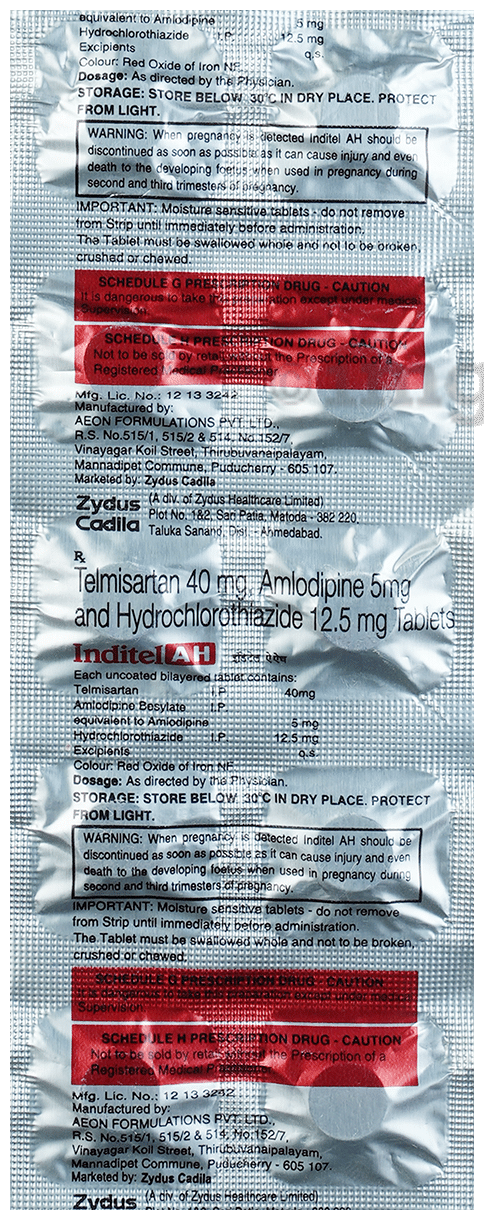 equivalent to Amlodipine 5 mg
Hydrochlorothiazide I.P. 12.5 mg
Excipients q.s.
Colour: Red Oxide of Iron NF
Dosage: As directed by the Physician.
STORAGE: STORE BELOW 30°C IN DRY PLACE. PROTECT
FROM LIGHT.
WARNING: When pregnancy is detected Inditel AH should be
discontinued as soon as possible as it can cause injury and even
death to the developing foetus when used in pregnancy during
second and third trimesters of pregnancy.
IMPORTANT: Moisture sensitive tablets - do not remove
from Strip until immediately before administration.
The Tablet must be swallowed whole and not to be broken,
crushed or chewed.
SCHEDULE G PRESCRIPTION DRUG - CAUTION
It is dangerous to take this preparation except under medical
Supervision.
SCHEDULE H PRESCRIPTION DRUG - CAUTION
Not to be sold by retail without the Prescription of a
Registered Medical Practitioner.
Mfg. Lic. No.: 12 13 3242
Manufactured by:
AEON FORMULATIONS PVT. LTD.,
R.S. No.515/1, 515/2 & 514, No.152/7,
Vinayagar Koil Street, Thirubuvanaipalayam,
Mannadipet Commune, Puducherry - 605 107.
Marketed by: Zydus Cadila
Zydus (A div. of Zydus Healthcare Limited)
Cadila Plot No. 1&2, San Patia, Matoda - 382 220,
Taluka Sanand, Dist. - Ahmedabad.
Rx
Telmisartan 40 mg, Amlodipine 5mg
and Hydrochlorothiazide 12.5 mg Tablets
Inditel AH इंडिटेल ऐऐच
Each uncoated bilayered tablet contains:
Telmisartan I.P. 40mg
Amlodipine Besylate I.P.
equivalent to Amlodipine 5 mg
Hydrochlorothiazide I.P. 12.5 mg
Excipients q.s.
Colour: Red Oxide of Iron NF
Dosage: As directed by the Physician.
STORAGE: STORE BELOW 30°C IN DRY PLACE. PROTECT
FROM LIGHT.
WARNING: When pregnancy is detected Inditel AH should be
discontinued as soon as possible as it can cause injury and even
death to the developing foetus when used in pregnancy during
second and third trimesters of pregnancy.
IMPORTANT: Moisture sensitive tablets - do not remove
from Strip until immediately before administration.
The Tablet must be swallowed whole and not to be broken,
crushed or chewed.
SCHEDULE G PRESCRIPTION DRUG - CAUTION
It is dangerous to take this preparation except under medical
Supervision.
SCHEDULE H PRESCRIPTION DRUG - CAUTION
Not to be sold by retail the Prescription of a
Registered Medical
Mfg. Lic. No.: 12 13 3242
Manufactured by:
AEON FORMULATIONS PVT. LTD.,
R.S. No.515/1, 515/2 & 514, No.152/7,
Vinayagar Koil Street, Thirubuvanaipalayam,
Mannadipet Commune, Puducherry - 605 107.
Marketed by: Zydus Cadila
Zydus (A div. of Zydus Healthcare Limited)